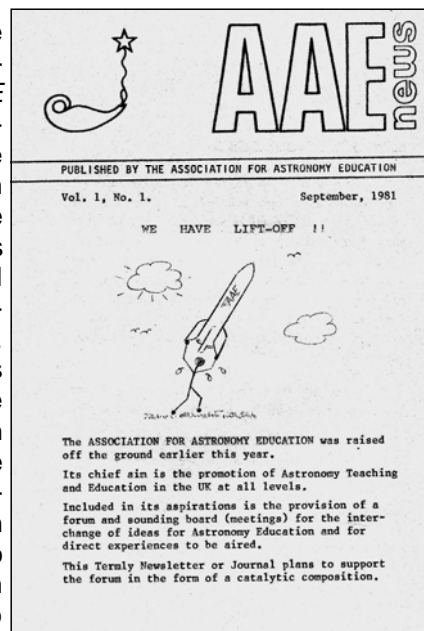 AAE news
PUBLISHED BY THE ASSOCIATION FOR ASTRONOMY EDUCATION
Vol. 1, No. 1. September, 1981
WE HAVE LIFT-OFF !!
AAE
The ASSOCIATION FOR ASTRONOMY EDUCATION was raised
off the ground earlier this year.
Its chief aim is the promotion of Astronomy Teaching
and Education in the UK at all levels.
Included in its aspirations is the provision of a
forum and sounding board (meetings) for the inter-
change of ideas for Astronomy Education and for
direct experiences to be aired.
This Termly Newsletter or Journal plans to support
the forum in the form of a catalytic composition.